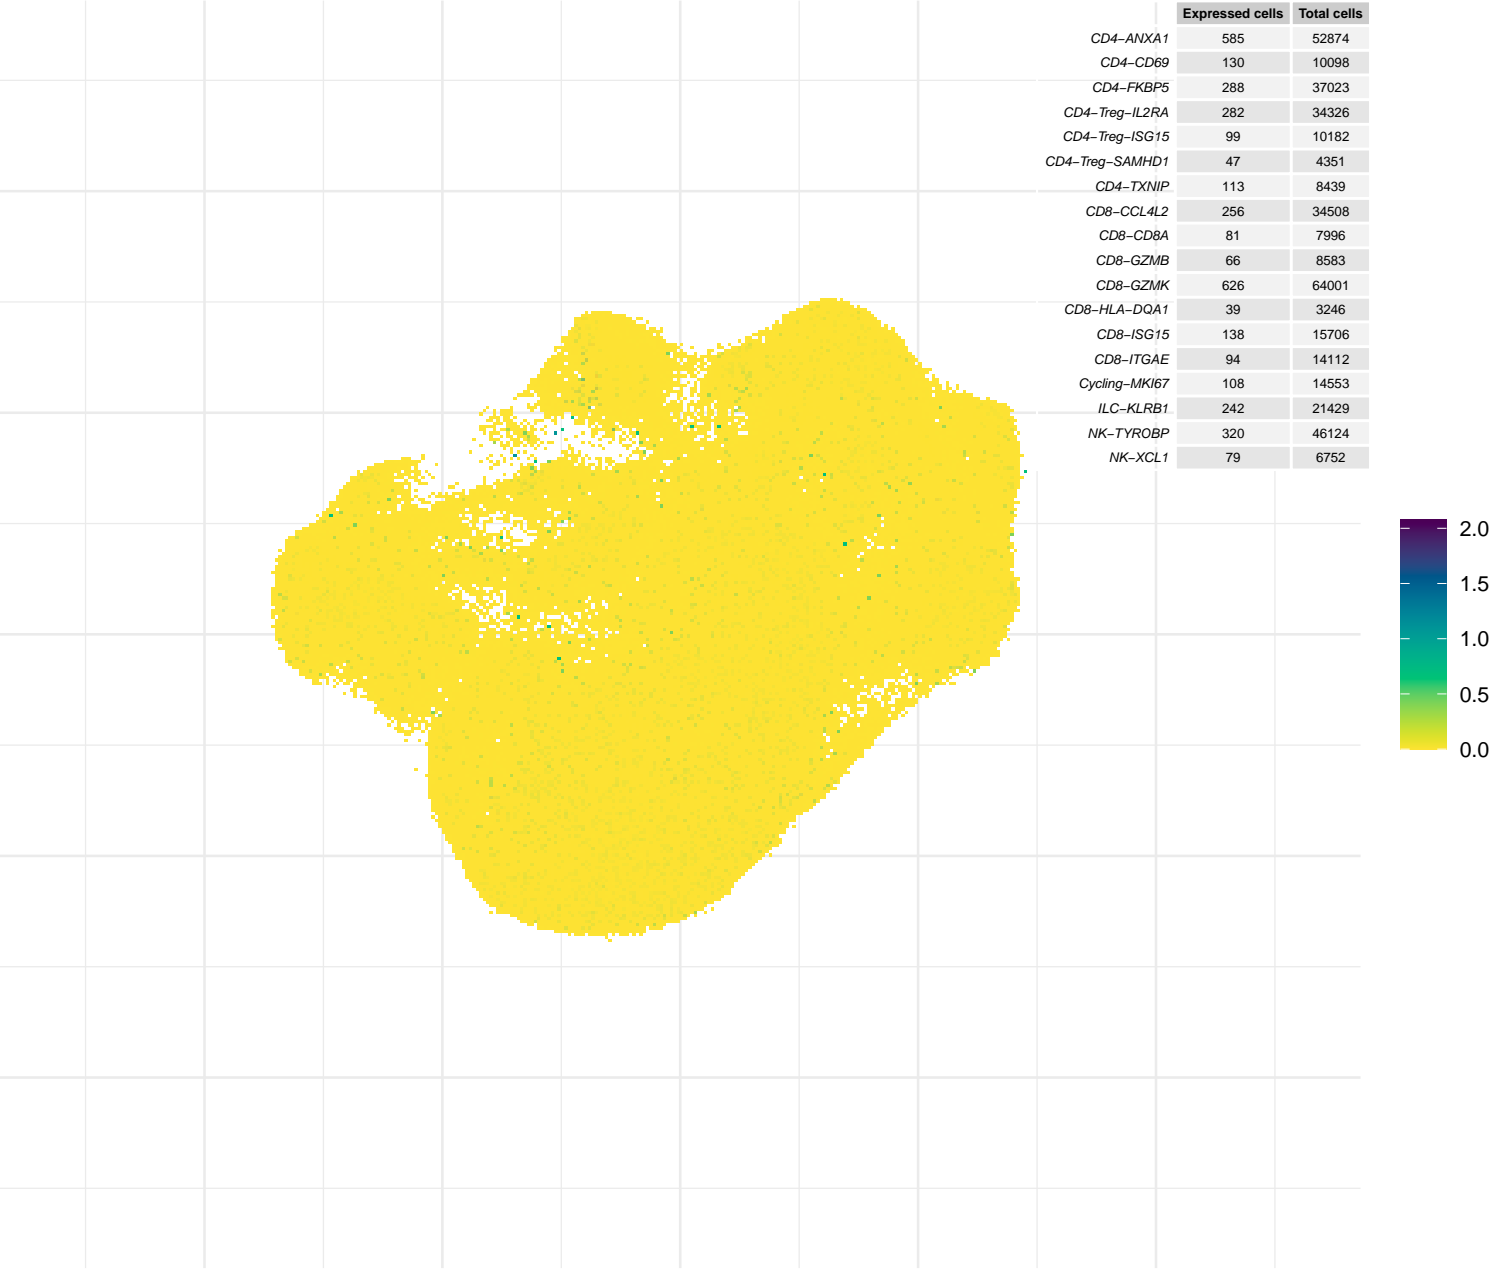 Expressed cells Total cells
CD4−ANXA1 585 52874
CD4−CD69 130 10098
CD4−FKBP5 288 37023
CD4−Treg−IL2RA 282 34326
CD4−Treg−ISG15 99 10182
CD4−Treg−SAMHD1 47 4351
CD4−TXNIP 113 8439
CD8−CCL4L2 256 34508
CD8−CD8A 81 7996
CD8−GZMB 66 8583
CD8−GZMK 626 64001
CD8−HLA−DQA1 39 3246
CD8−ISG15 138 15706
CD8−ITGAE 94 14112
Cycling−MKI67 108 14553
ILC−KLRB1 242 21429
NK−TYROBP 320 46124
NK−XCL1 79 6752
2.0
1.5
1.0
0.5
0.0